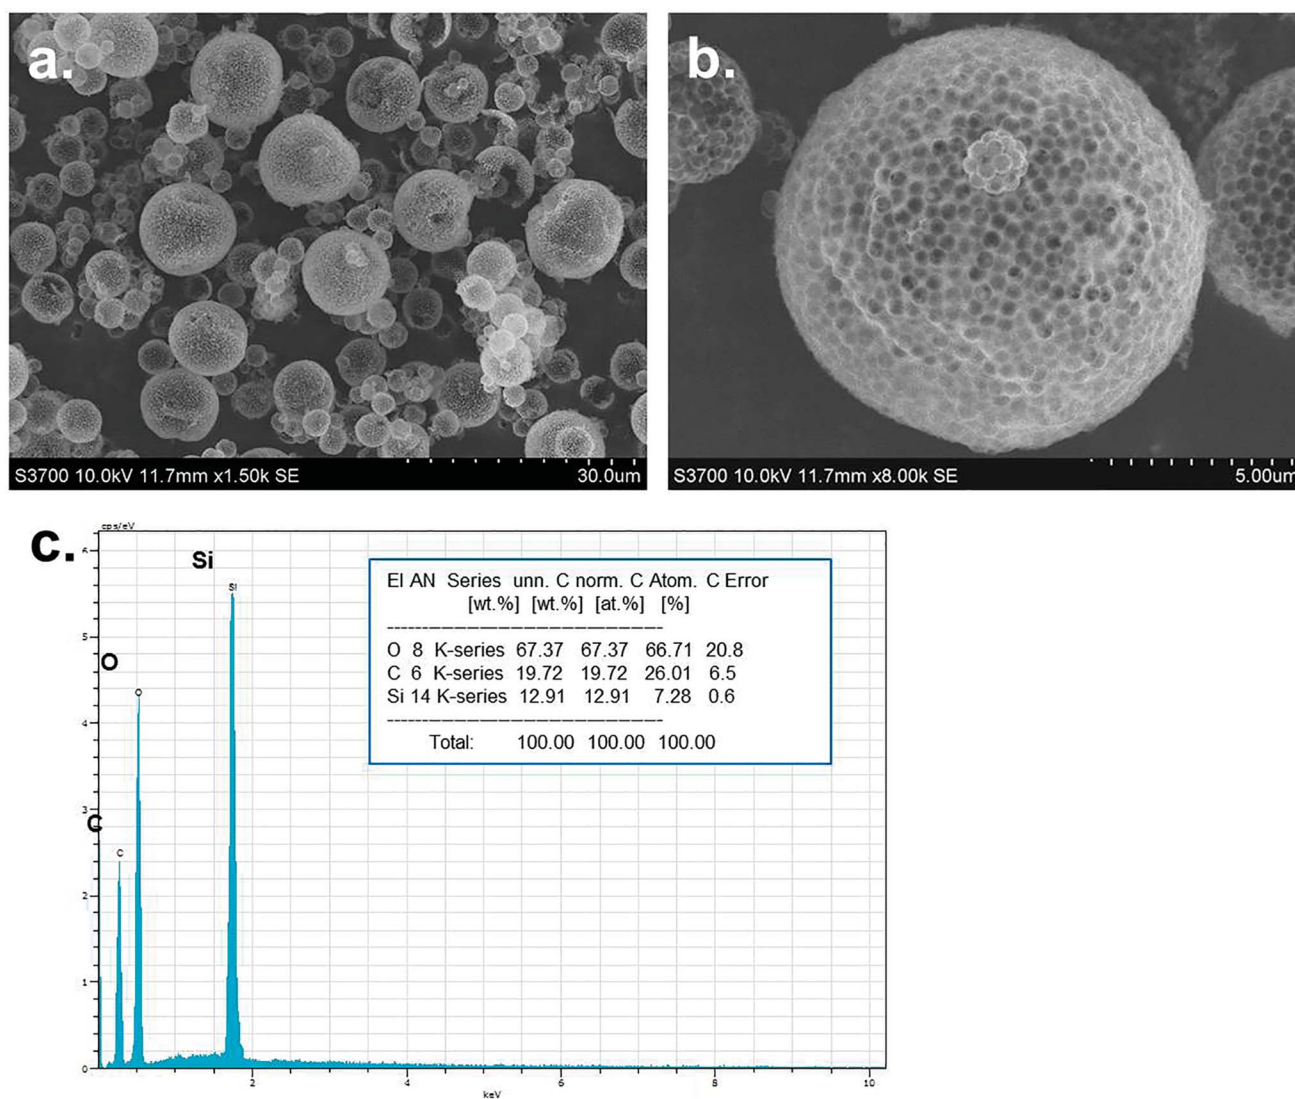 a.
b.
S3700 10.0kV 11.7mm x1.50k SE 30.0um
S3700 10.0kV 11.7mm x8.00k SE 5.00um
c.
cps/eV
Si
El AN Series unn. C norm. C Atom. C Error
[wt.%] [wt.%] [at.%] [%]
------------------------------------------------
O 8 K-series 67.37 67.37 66.71 20.8
C 6 K-series 19.72 19.72 26.01 6.5
Si 14 K-series 12.91 12.91 7.28 0.6
------------------------------------------------
Total: 100.00 100.00 100.00
6
Si
5
O
O
4
3
C
C
2
1
0
2 4 6 8 10
keV